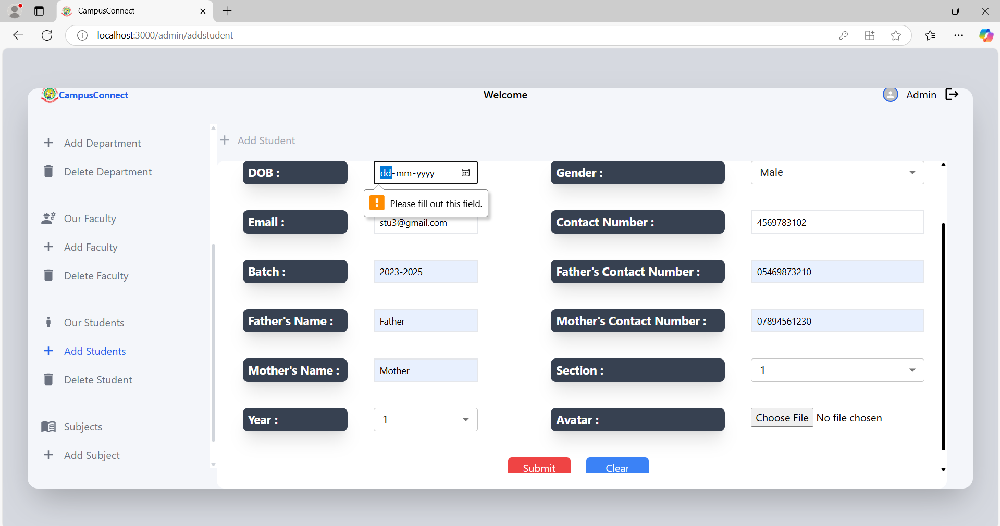 CampusConnect
localhost:3000/admin/addstudent
CampusConnect
Welcome
Admin
Add Department
Delete Department
Our Faculty
Add Faculty
Delete Faculty
Our Students
Add Students
Delete Student
Subjects
Add Subject
Add Student
DOB :
dd-mm-yyyy
Gender :
Male
Please fill out this field.
Email :
stu3@gmail.com
Contact Number :
4569783102
Batch :
2023-2025
Father's Contact Number :
05469873210
Father's Name :
Father
Mother's Contact Number :
07894561230
Mother's Name :
Mother
Section :
1
Year :
1
Avatar :
Choose File No file chosen
Submit
Clear